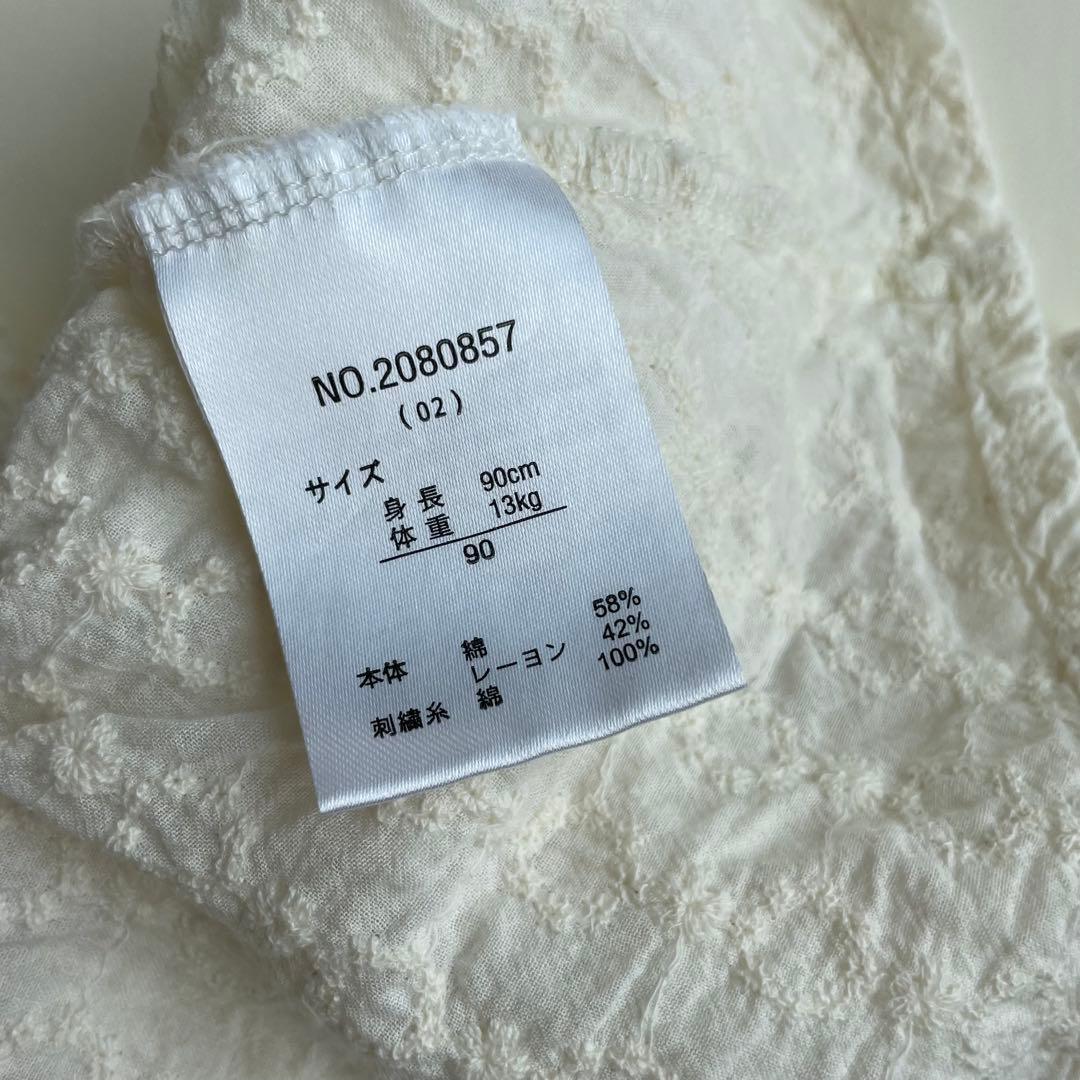 NO.2080857
(02)
サイズ
身長 90cm
体重 13kg
90
本体 綿 58%
レーヨン 42%
刺繍糸 綿 100%